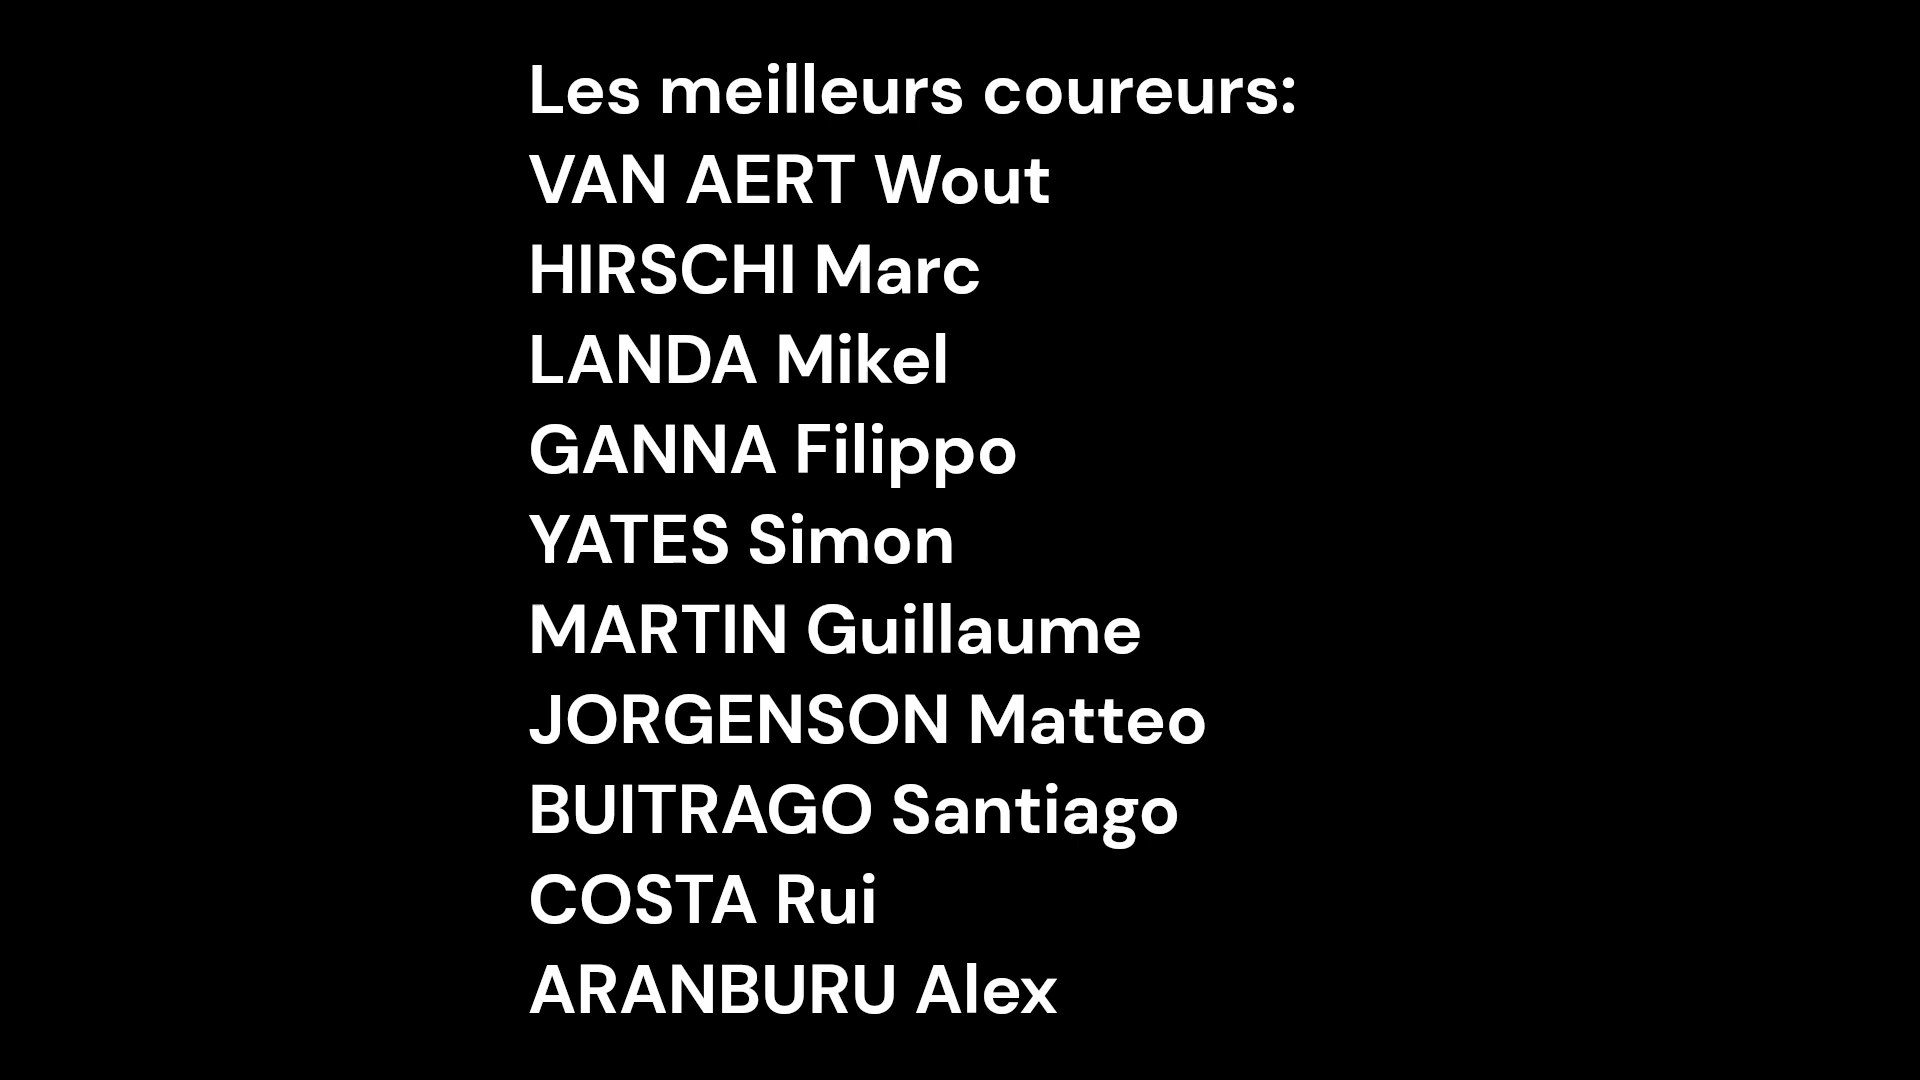 Les meilleurs coureurs:
VAN AERT Wout
HIRSCHI Marc
LANDA Mikel
GANNA Filippo
YATES Simon
MARTIN Guillaume
JORGENSON Matteo
BUITRAGO Santiago
COSTA Rui
ARANBURU Alex